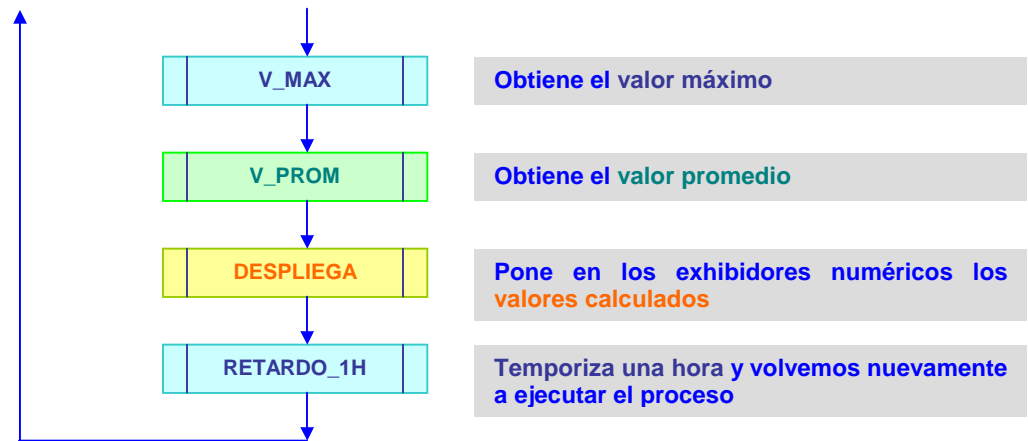 V_MAX
Obtiene el valor máximo
V_PROM
Obtiene el valor promedio
DESPLIEGA
Pone en los exhibidores numéricos los
valores calculados
RETARDO_1H
Temporiza una hora y volvemos nuevamente
a ejecutar el proceso